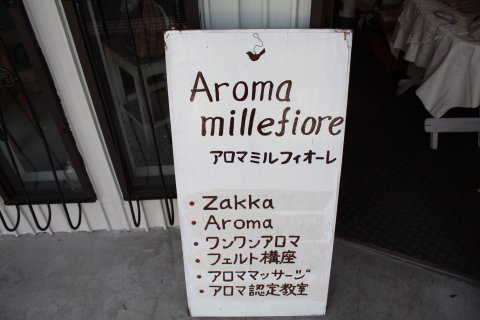 Aroma
millefiore
アロマミルフィオーレ
・Zakka
・Aroma
・ワンワンアロマ
・フェルト講座
・アロママッサージ
・アロマ認定教室